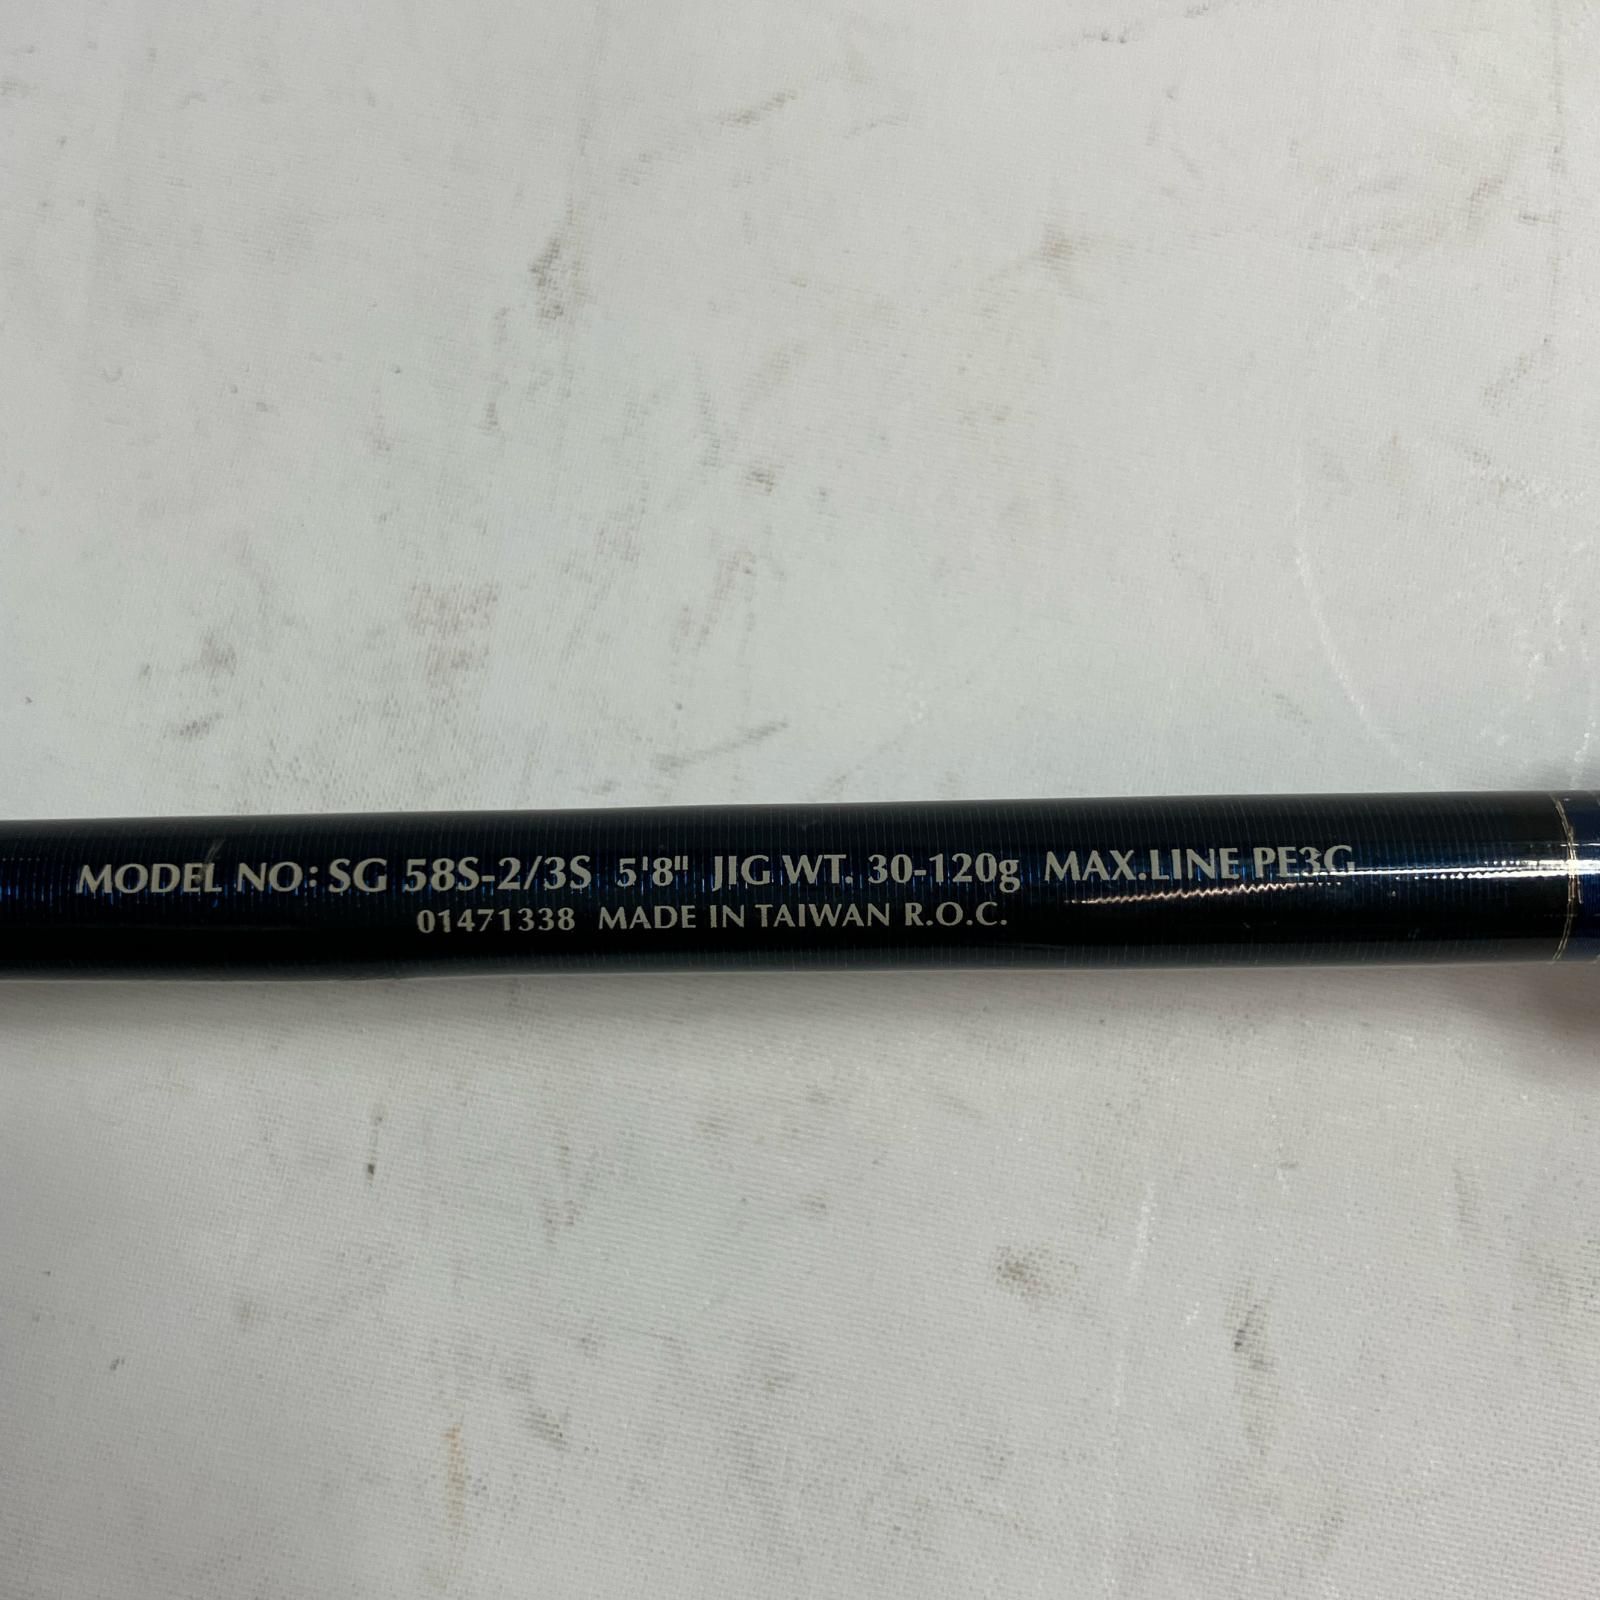 MODEL NO: SG 58S-2/3S 5'8" JIG WT. 30-120g MAX.LINE PE3G
01471338 MADE IN TAIWAN R.O.C.